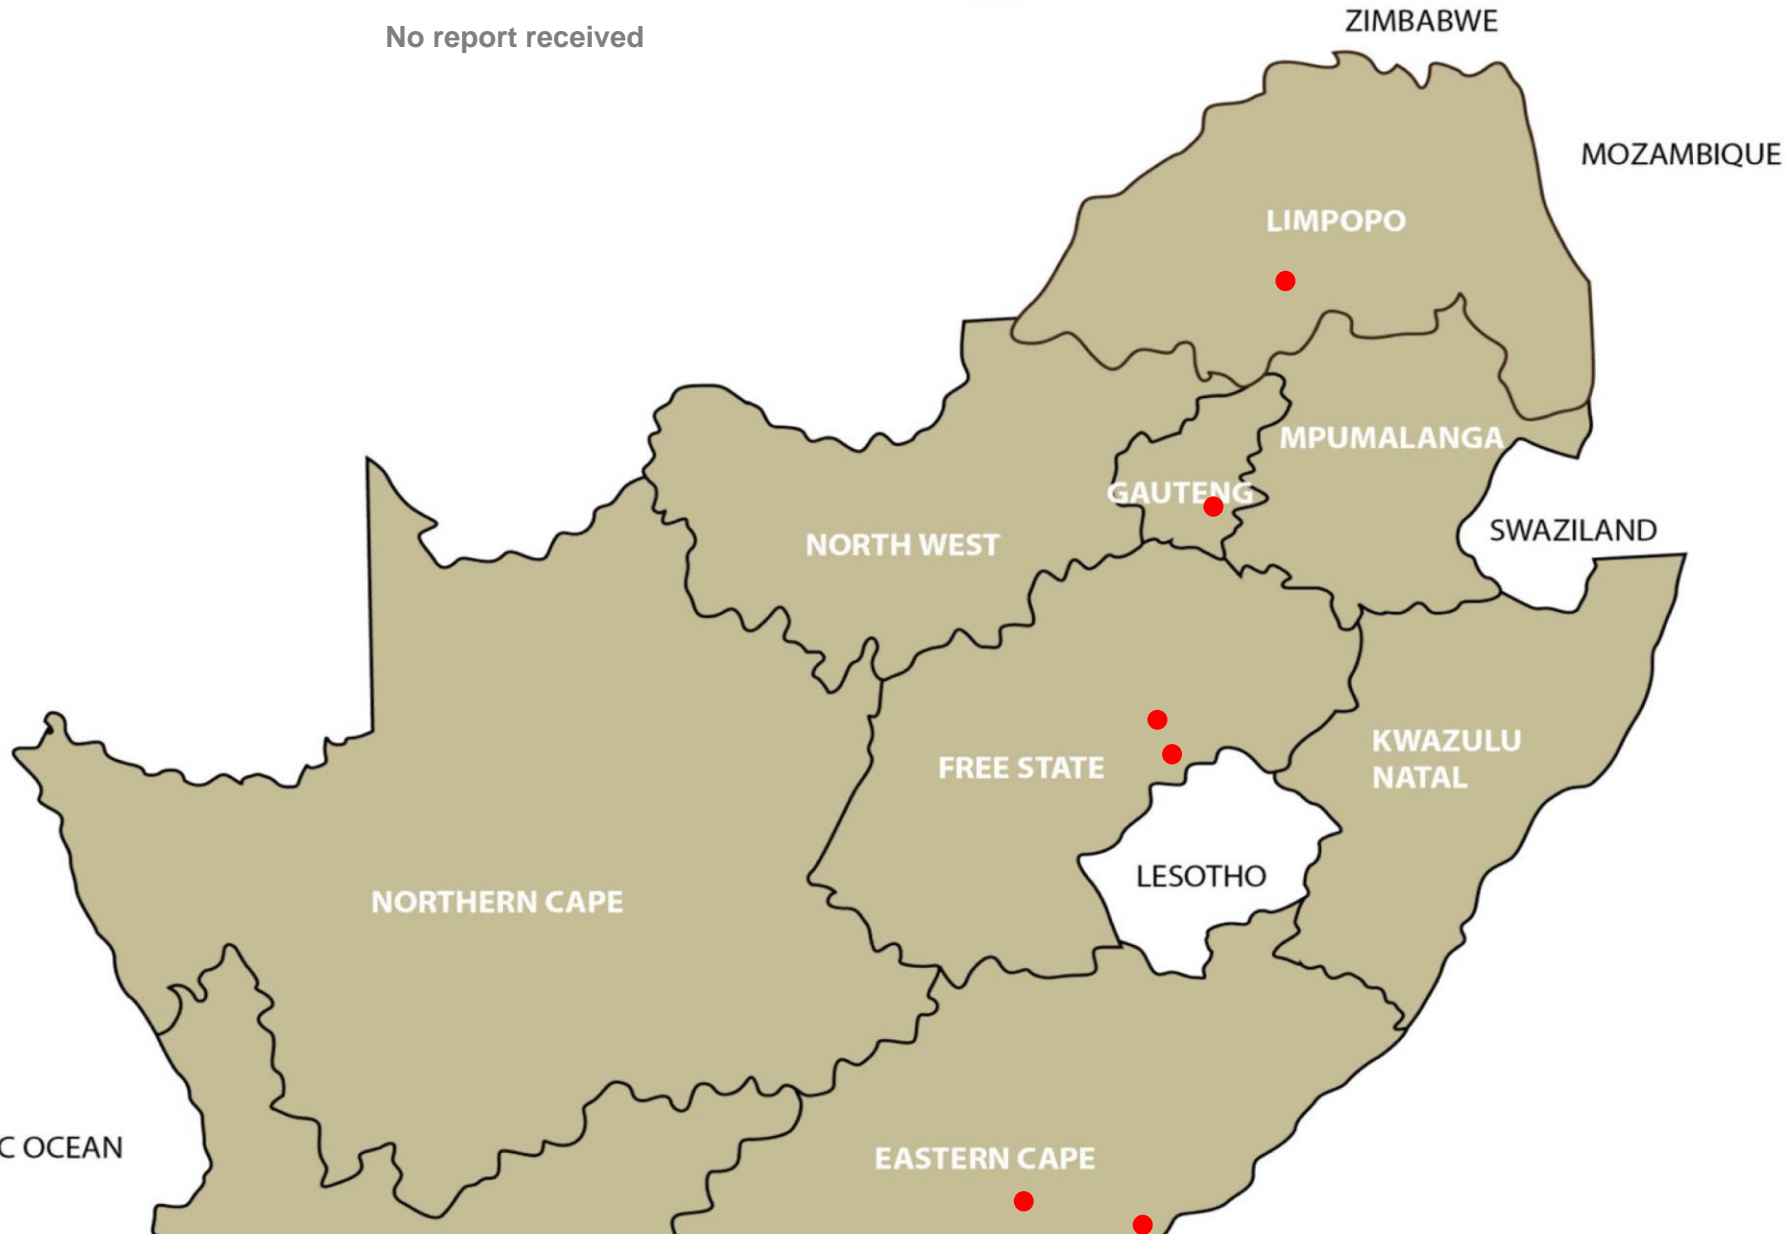 No report received
ZIMBABWE
MOZAMBIQUE
LIMPOPO
MPUMALANGA
GAUTENG
SWAZILAND
NORTH WEST
KWAZULU
NATAL
FREE STATE
LESOTHO
NORTHERN CAPE
C OCEAN
EASTERN CAPE